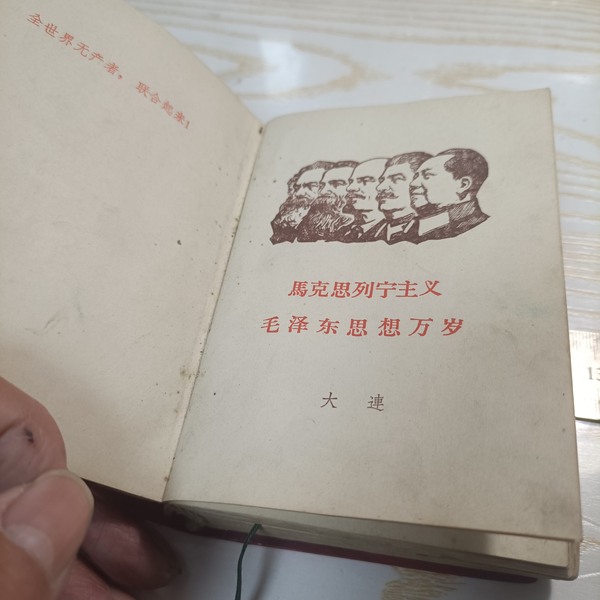 全世界无产者，联合起来！
馬克思列宁主义
毛泽东思想万岁
大連
13